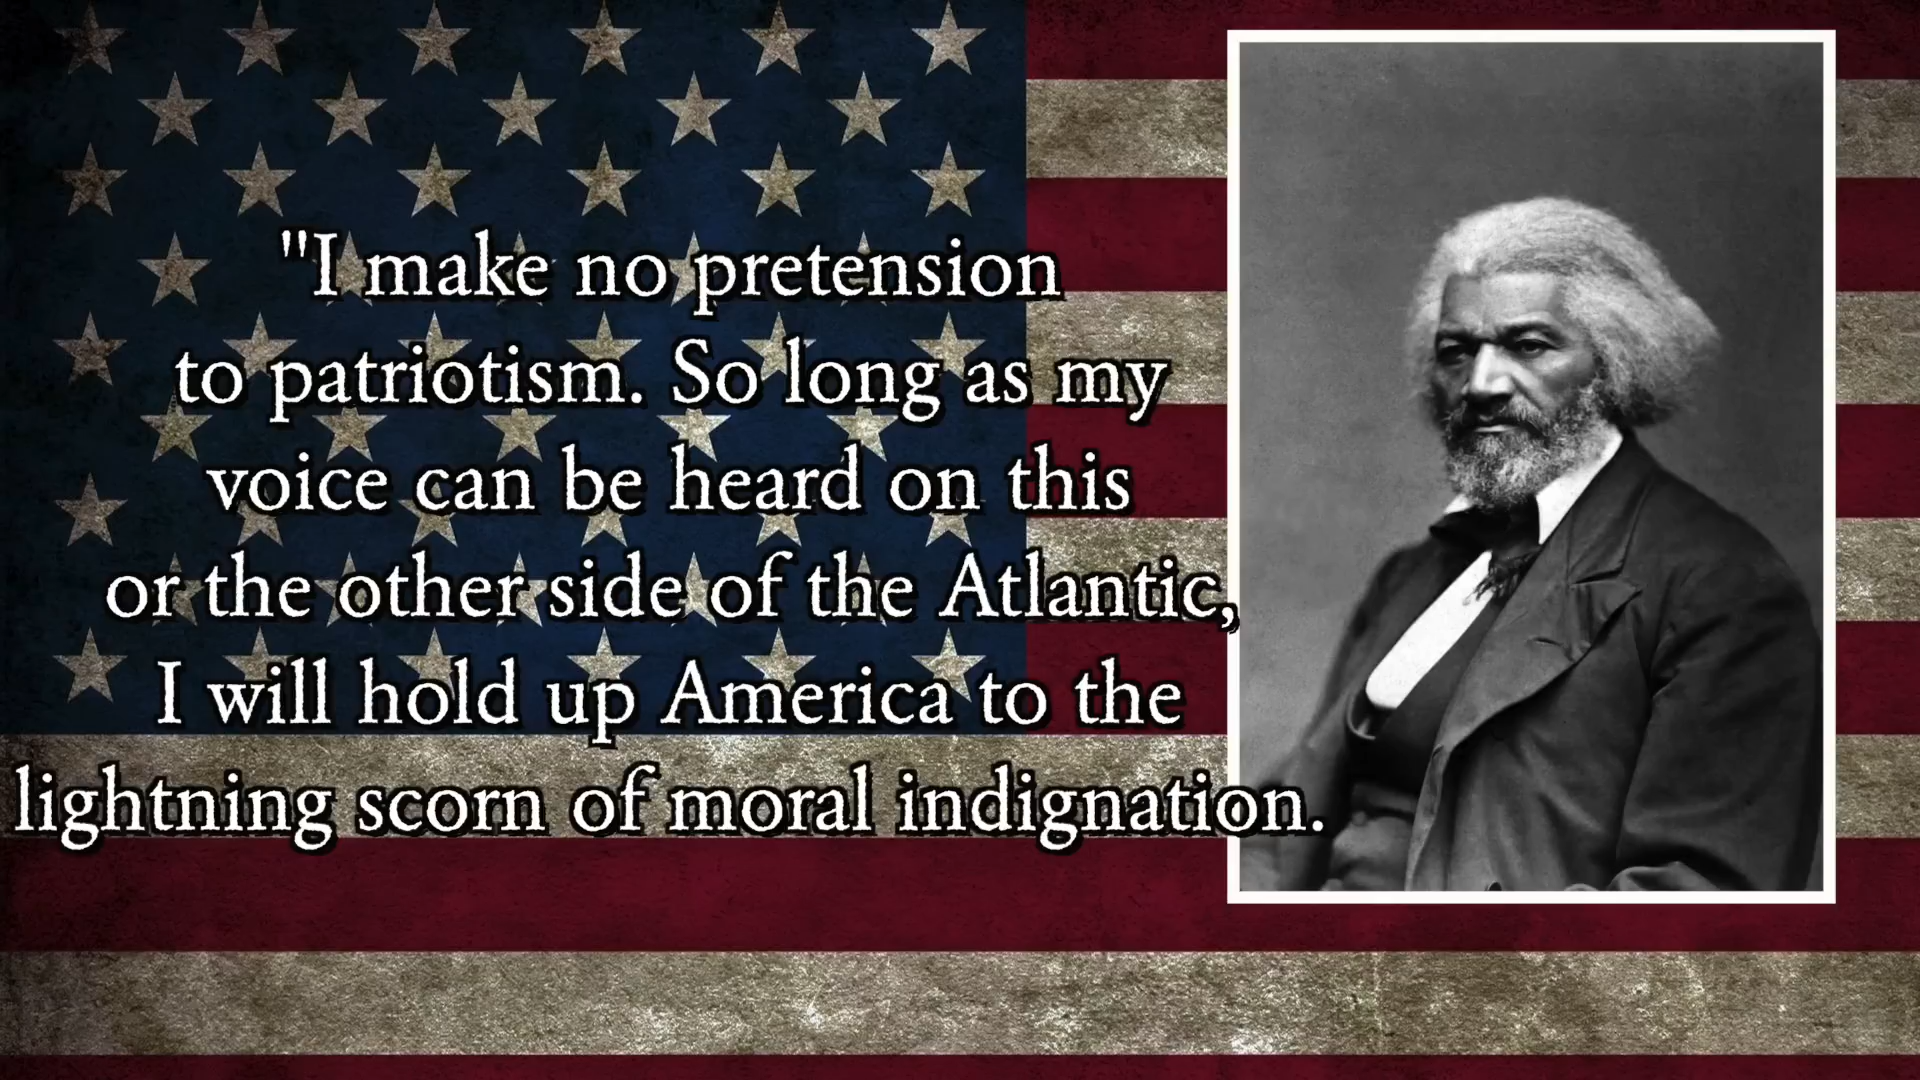 "I make no pretension
to patriotism. So long as my
voice can be heard on this
or the other side of the Atlantic,
I will hold up America to the
lightning scorn of moral indignation.